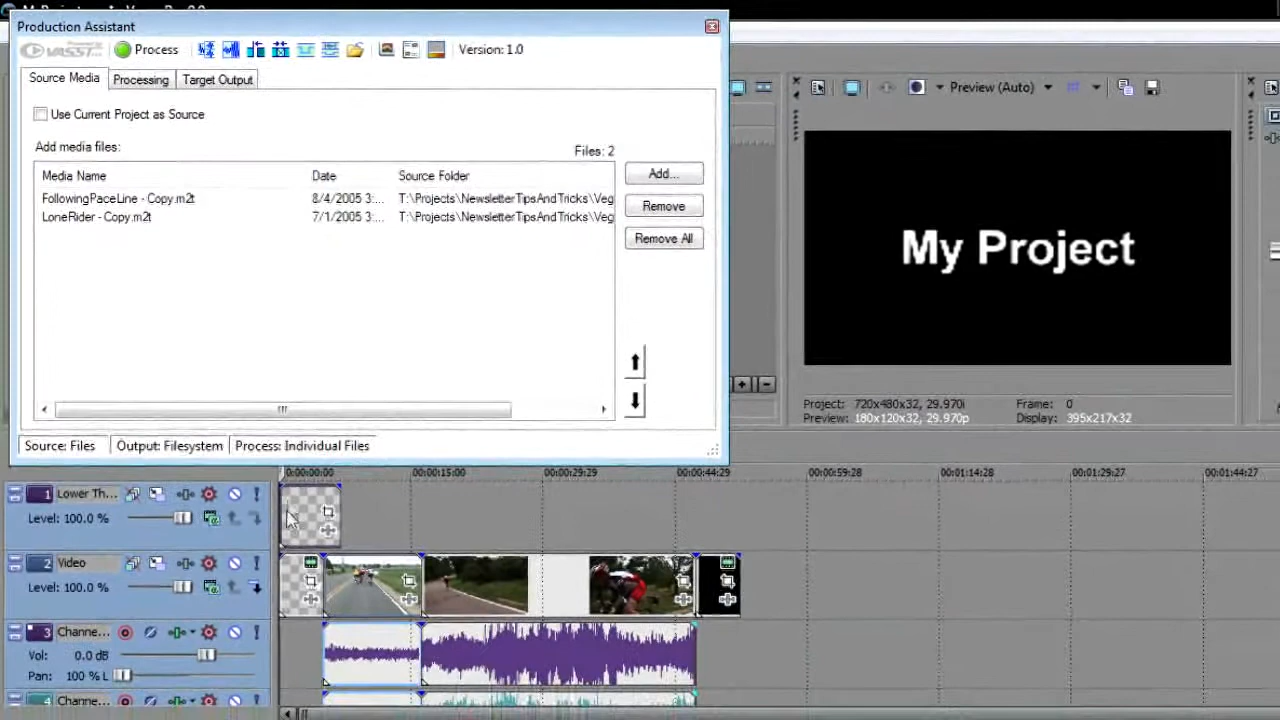 Production Assistant
VASST Process Version: 1.0
Source Media Processing Target Output
Use Current Project as Source
Add media files: Files: 2
Media Name Date Source Folder
FollowingPaceLine - Copy.m2t 8/4/2005 3:... T:\Projects\NewsletterTipsAndTricks\Veg
LoneRider - Copy.m2t 7/1/2005 3:... T:\Projects\NewsletterTipsAndTricks\Veg
Add...
Remove
Remove All
Source: Files Output: Filesystem Process: Individual Files
Preview (Auto)
My Project
Project: 720x480x32, 29.970i Frame: 0
Preview: 180x120x32, 29.970p Display: 395x217x32
0:00:00:00 00:00:15:00 00:00:29:29 00:00:44:29 00:00:59:28 00:01:14:28 00:01:29:27 00:01:44:27
1 Lower Th...
Level: 100.0 %
2 Video
Level: 100.0 %
3 Channe...
Vol: 0.0 dB
Pan: 100 % L
4 Channe...